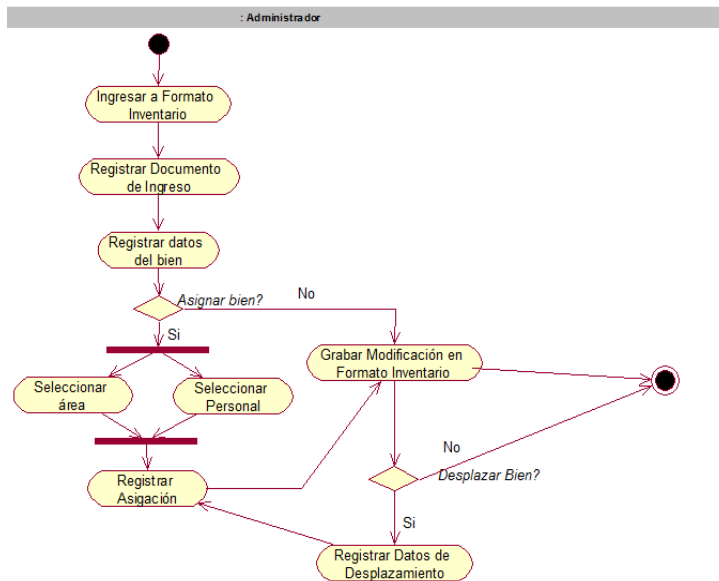 : Administrador
Ingresar a Formato
Inventario
Registrar Documento
de Ingreso
Registrar datos
del bien
Asignar bien?
No
Si
Grabar Modificación en
Formato Inventario
Seleccionar
área
Seleccionar
Personal
No
Desplazar Bien?
Registrar
Asigación
Si
Registrar Datos de
Desplazamiento